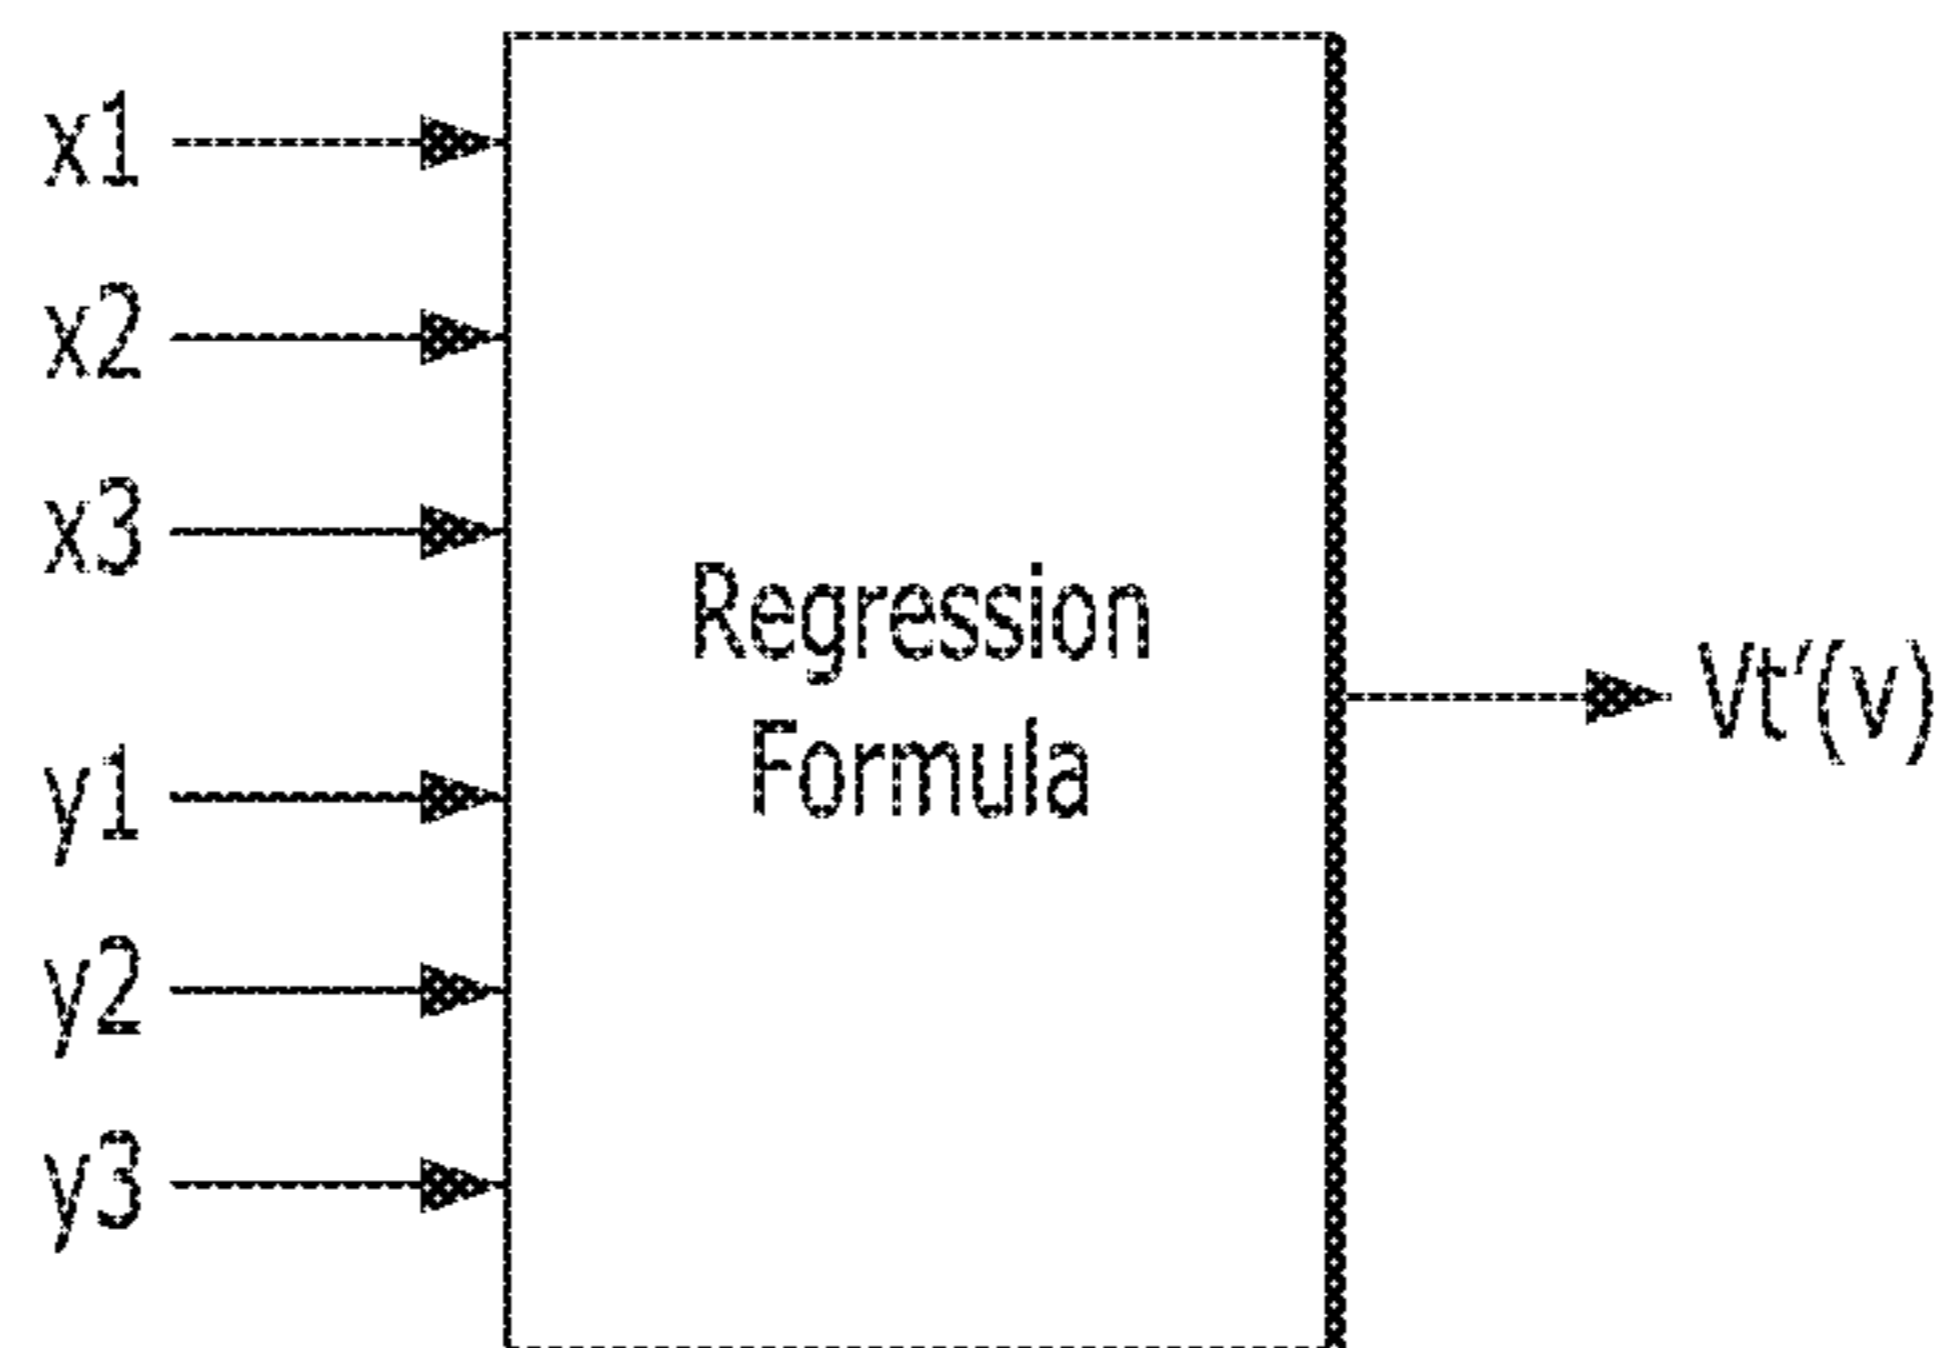 x1
x2
x3
y1
y2
y3
Regression
Formula
Vt′(v)